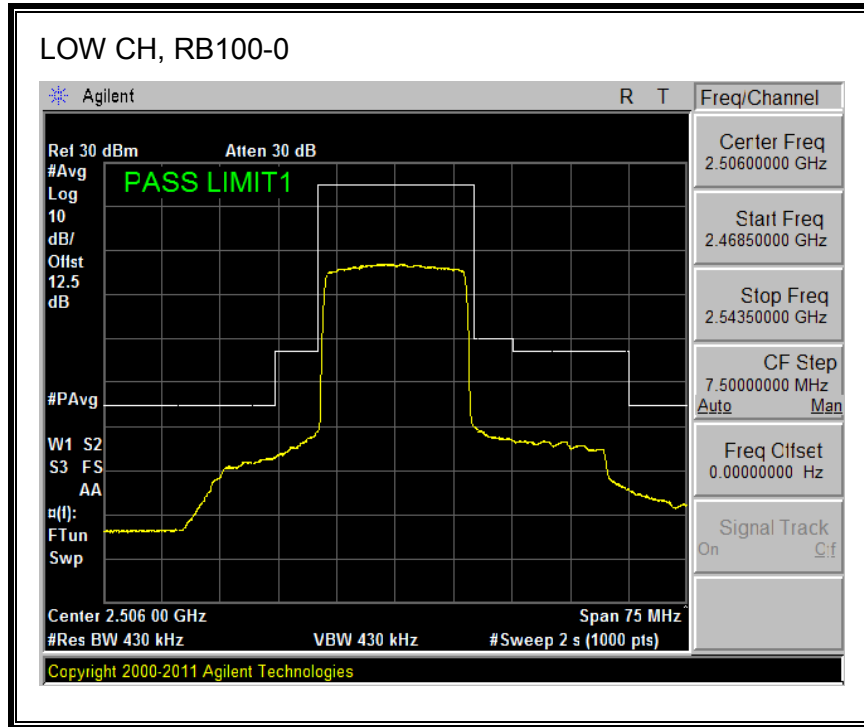 LOW CH, RB100-0
Agilent R T
Freq/Channel
Ref 30 dBm Atten 30 dB
#Avg
Log
10
dB/
Offst
12.5
dB
PASS LIMIT1
#PAvg
W1 S2
S3 FS
AA
¤(f):
FTun
Swp
Center 2.506 00 GHz Span 75 MHz^
#Res BW 430 kHz VBW 430 kHz #Sweep 2 s (1000 pts)
Copyright 2000-2011 Agilent Technologies
Center Freq
2.50600000 GHz
Start Freq
2.46850000 GHz
Stop Freq
2.54350000 GHz
CF Step
7.50000000 MHz
Auto Man
Freq Offset
0.00000000 Hz
Signal Track
On Off